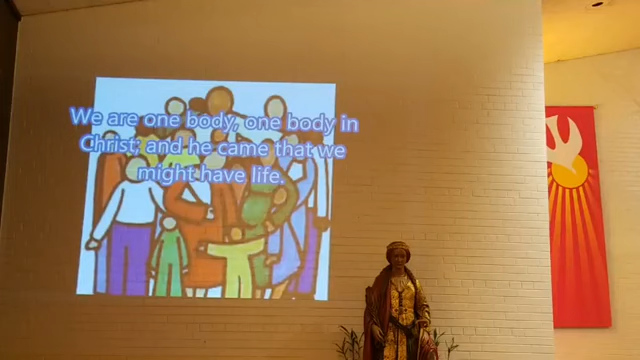 We are one body, one body in
Christ; and he came that we
might have life.